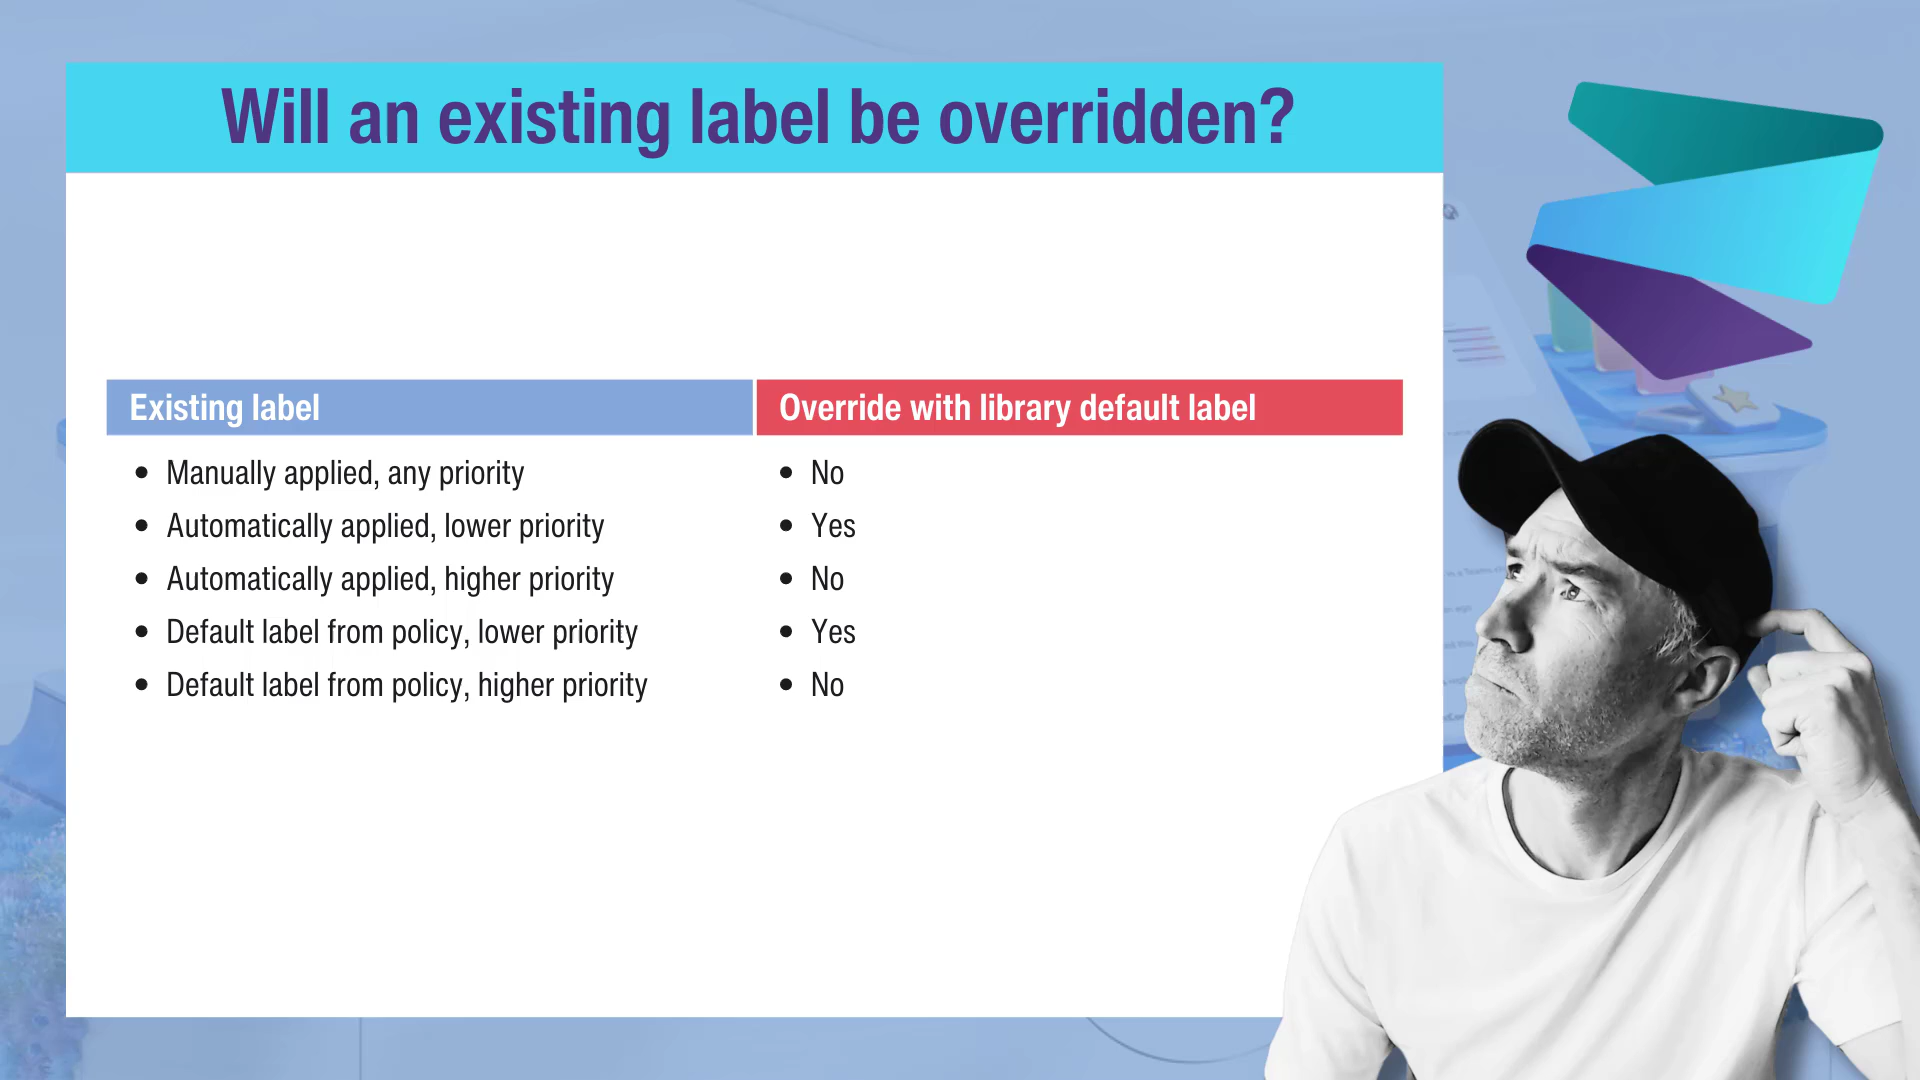 Will an existing label be overridden?
Existing label
Override with library default label
• Manually applied, any priority
• No
• Automatically applied, lower priority
• Yes
• Automatically applied, higher priority
• No
• Default label from policy, lower priority
• Yes
• Default label from policy, higher priority
• No